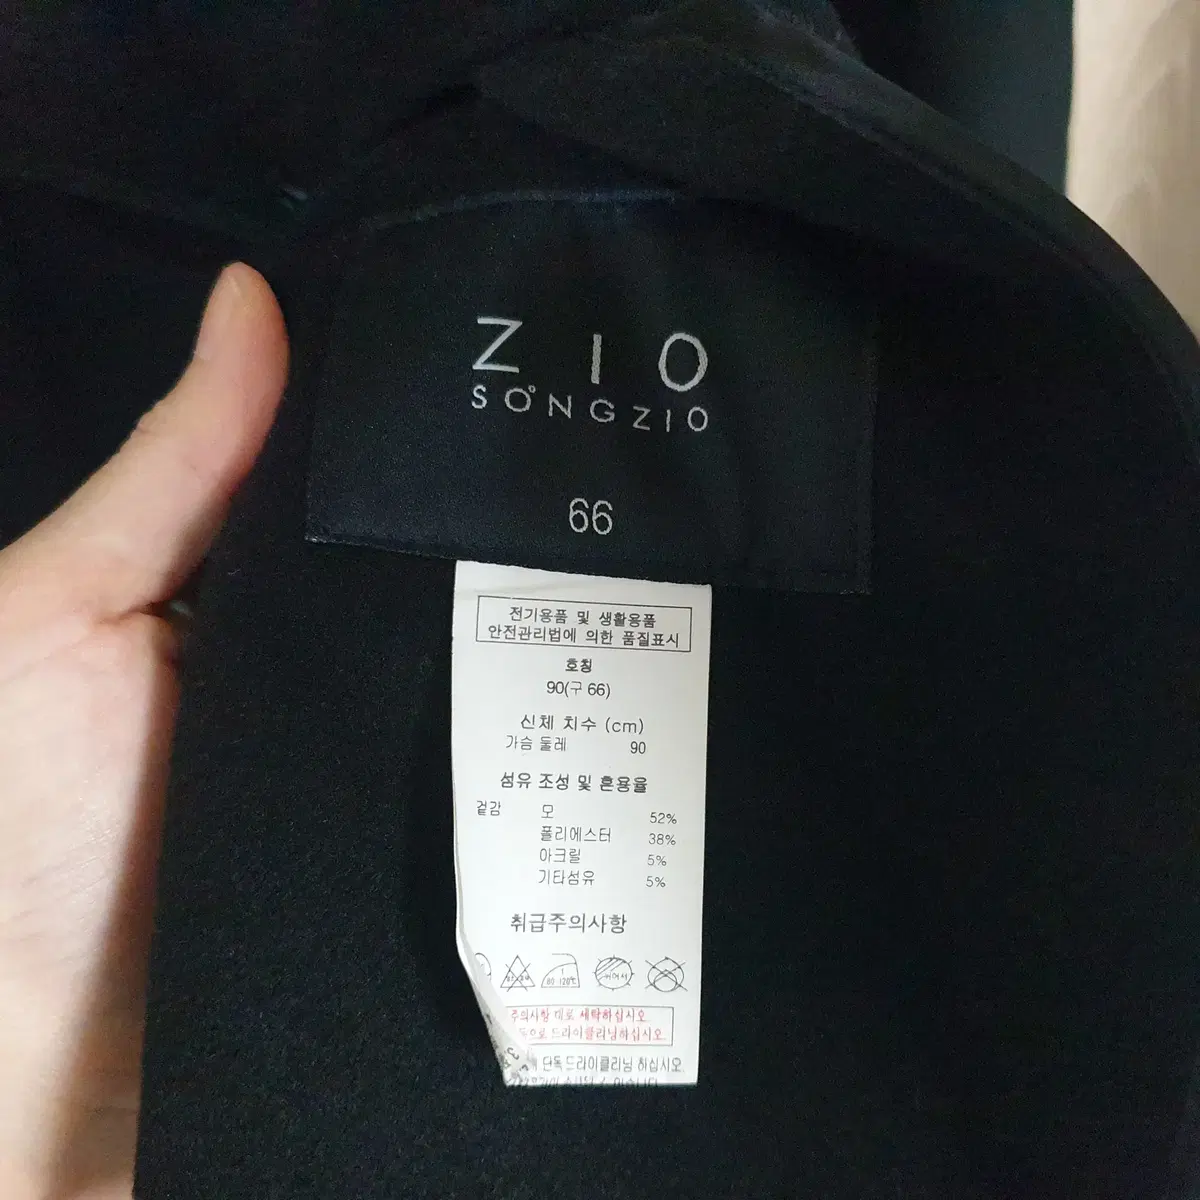 ZIO
SONGZIO
66
전기용품 및 생활용품
안전관리법에 의한 품질표시
호칭
90(구 66)
신체 치수 (cm)
가슴 둘레 90
섬유 조성 및 혼용율
겉감 모 52%
폴리에스터 38%
아크릴 5%
기타섬유 5%
취급주의사항
80 120℃
주의사항 대로 세탁하십시오
드라이클리닝하십시오
단독 드라이클리닝 하십시오